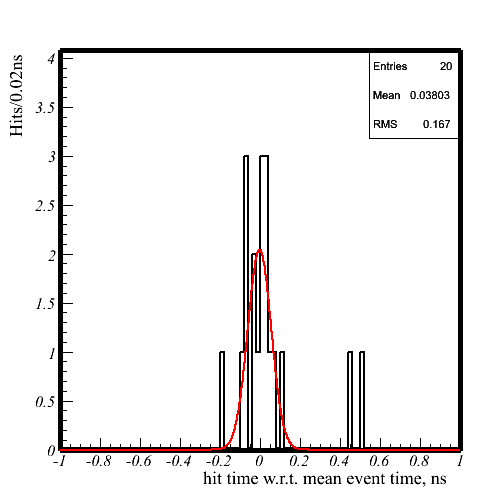 Hits/0.02ns
4
3.5
3
2.5
2
1.5
1
0.5
0
Entries 20
Mean 0.03803
RMS 0.167
-1 -0.8 -0.6 -0.4 -0.2 0 0.2 0.4 0.6 0.8 1
hit time w.r.t. mean event time, ns